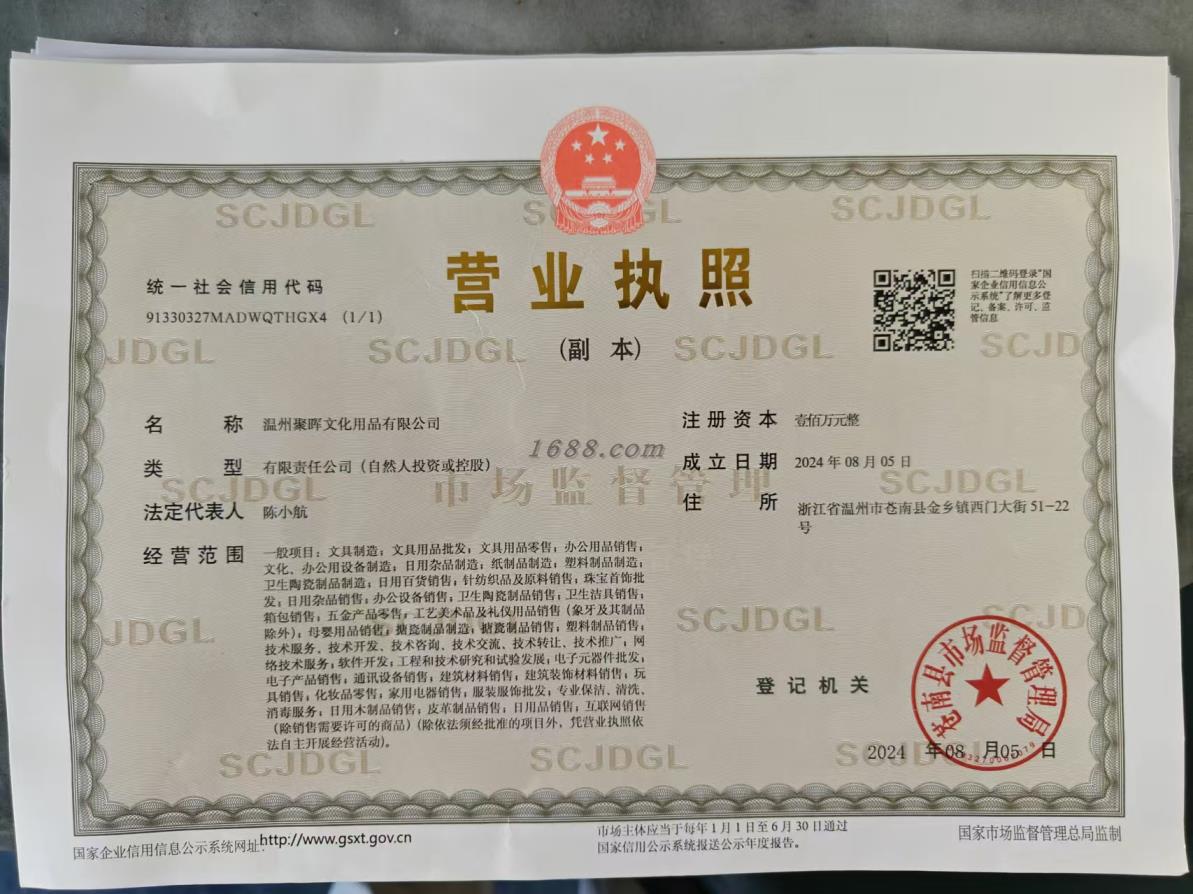 营业执照
(副 本)
统一社会信用代码
91330327MADWQTHGX4 (1/1)
扫描二维码登录"国
家企业信用信息公
示系统"了解更多登
记、备案、许可、监
管信息
名 称 温州聚晖文化用品有限公司
类 型 有限责任公司（自然人投资或控股）
法定代表人 陈小航
经营范围 一般项目：文具制造；文具用品批发；文具用品零售；办公用品销售；
文化、办公用设备制造；日用杂品制造；纸制品制造；塑料制品制造；
卫生陶瓷制品制造；日用百货销售；针纺织品及原料销售；珠宝首饰批
发；日用杂品销售；办公设备销售；卫生陶瓷制品销售；卫生洁具销售；
箱包销售；五金产品零售；工艺美术品及礼仪用品销售（象牙及其制品
除外）；母婴用品销售；搪瓷制品制造；搪瓷制品销售；塑料制品销售；
技术服务、技术开发、技术咨询、技术交流、技术转让、技术推广；网
络技术服务；软件开发；工程和技术研究和试验发展；电子元器件批发；
电子产品销售；通讯设备销售；建筑材料销售；建筑装饰材料销售；玩
具销售；化妆品零售；家用电器销售；服装服饰批发；专业保洁、清洗、
消毒服务；日用木制品销售；皮革制品销售；日用品销售；互联网销售
（除销售需要许可的商品）(除依法须经批准的项目外，凭营业执照依
法自主开展经营活动)。
注册资本 壹佰万元整
成立日期 2024年08月05日
住 所 浙江省温州市苍南县金乡镇西门大街51-22
号
1688.com
市场监督管理
SCJDGL SCJDGL
JDGL SCJDGL SCJDGL SCJD
SCJDGL SCJDGL
JDGL SCJDGL SCJD
SCJDGL SCJDGL
登记机关
苍南县市场监督管理局
2024 年08 月05 日
国家企业信用信息公示系统网址：http://www.gsxt.gov.cn
市场主体应当于每年1月1日至6月30日通过
国家信用公示系统报送公示年度报告。
国家市场监督管理总局监制